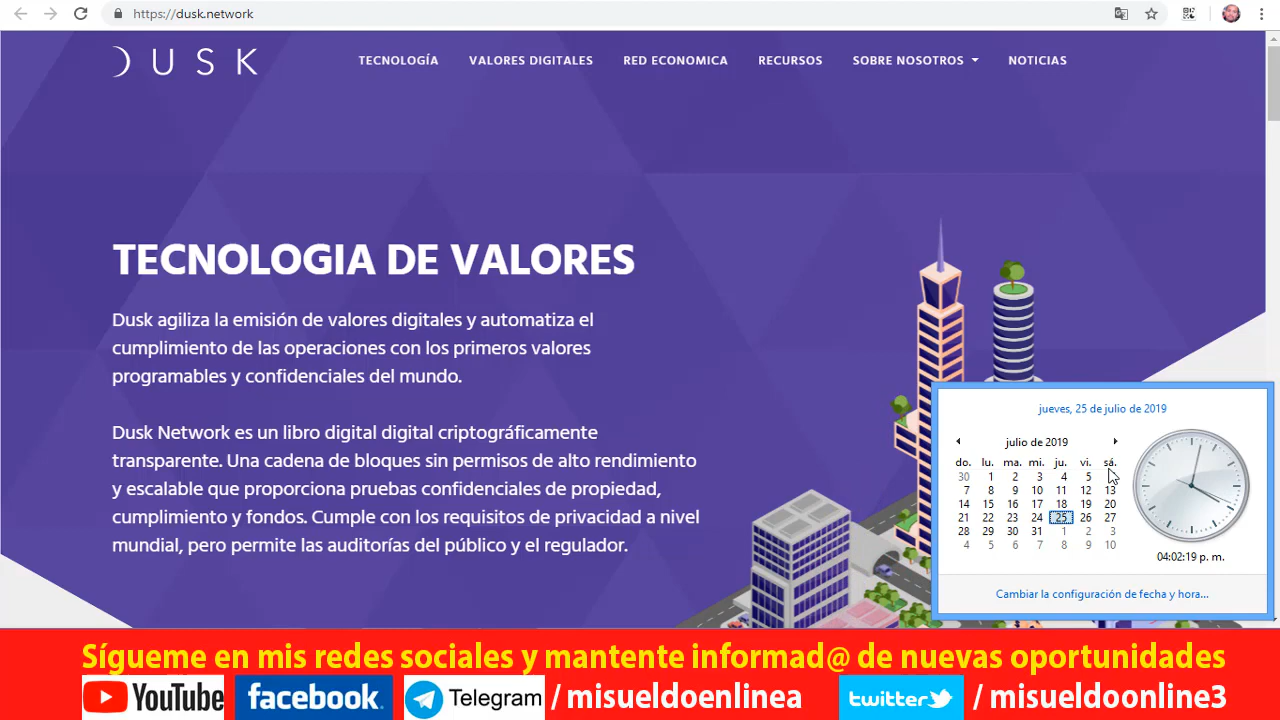 https://dusk.network
DUSK
TECNOLOGÍA VALORES DIGITALES RED ECONOMICA RECURSOS SOBRE NOSOTROS NOTICIAS
TECNOLOGIA DE VALORES
Dusk agiliza la emisión de valores digitales y automatiza el
cumplimiento de las operaciones con los primeros valores
programables y confidenciales del mundo.
Dusk Network es un libro digital digital criptográficamente
transparente. Una cadena de bloques sin permisos de alto rendimiento
y escalable que proporciona pruebas confidenciales de propiedad,
cumplimiento y fondos. Cumple con los requisitos de privacidad a nivel
mundial, pero permite las auditorías del público y el regulador.
jueves, 25 de julio de 2019
julio de 2019
do. lu. ma. mi. ju. vi. sá.
30 1 2 3 4 5
7 8 9 10 11 12 13
14 15 16 17 18 19 20
21 22 23 24 25 26 27
28 29 30 31 1 2 3
4 5 6 7 8 9 10
04:02:19 p. m.
Cambiar la configuración de fecha y hora...
Sígueme en mis redes sociales y mantente informad@ de nuevas oportunidades
YouTube facebook. Telegram / misueldoenlinea twitter / misueldoonline3